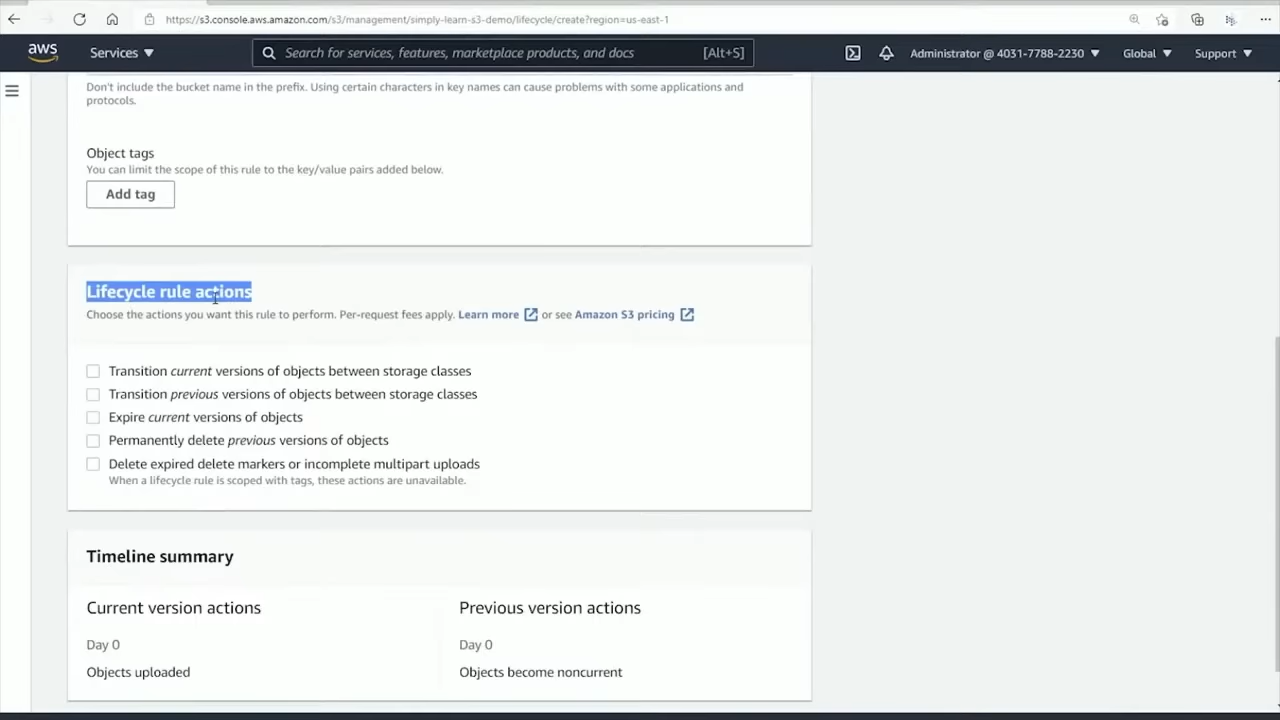 https://s3.console.aws.amazon.com/s3/management/simply-learn-s3-demo/lifecycle/create?region=us-east-1
aws Services Search for services, features, marketplace products, and docs [Alt+S] Administrator @ 4031-7788-2230 Global Support
Don't include the bucket name in the prefix. Using certain characters in key names can cause problems with some applications and
protocols.
Object tags
You can limit the scope of this rule to the key/value pairs added below.
Add tag
Lifecycle rule actions
Choose the actions you want this rule to perform. Per-request fees apply. Learn more or see Amazon S3 pricing
Transition current versions of objects between storage classes
Transition previous versions of objects between storage classes
Expire current versions of objects
Permanently delete previous versions of objects
Delete expired delete markers or incomplete multipart uploads
When a lifecycle rule is scoped with tags, these actions are unavailable.
Timeline summary
Current version actions
Day 0
Objects uploaded
Previous version actions
Day 0
Objects become noncurrent